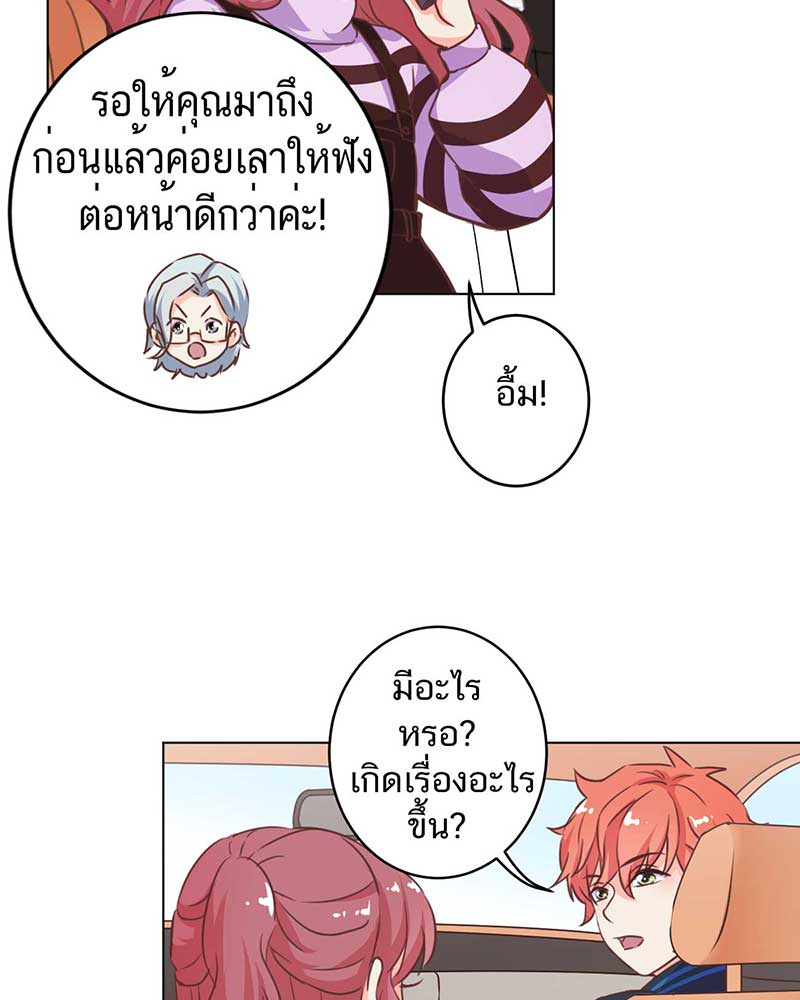 รอให้คุณมาถึง
ก่อนแล้วค่อยเลาให้ฟัง
ต่อหน้าดีกว่าค่ะ!
อื้ม!
มีอะไร
หรอ?
เกิดเรื่องอะไร
ขึ้น?